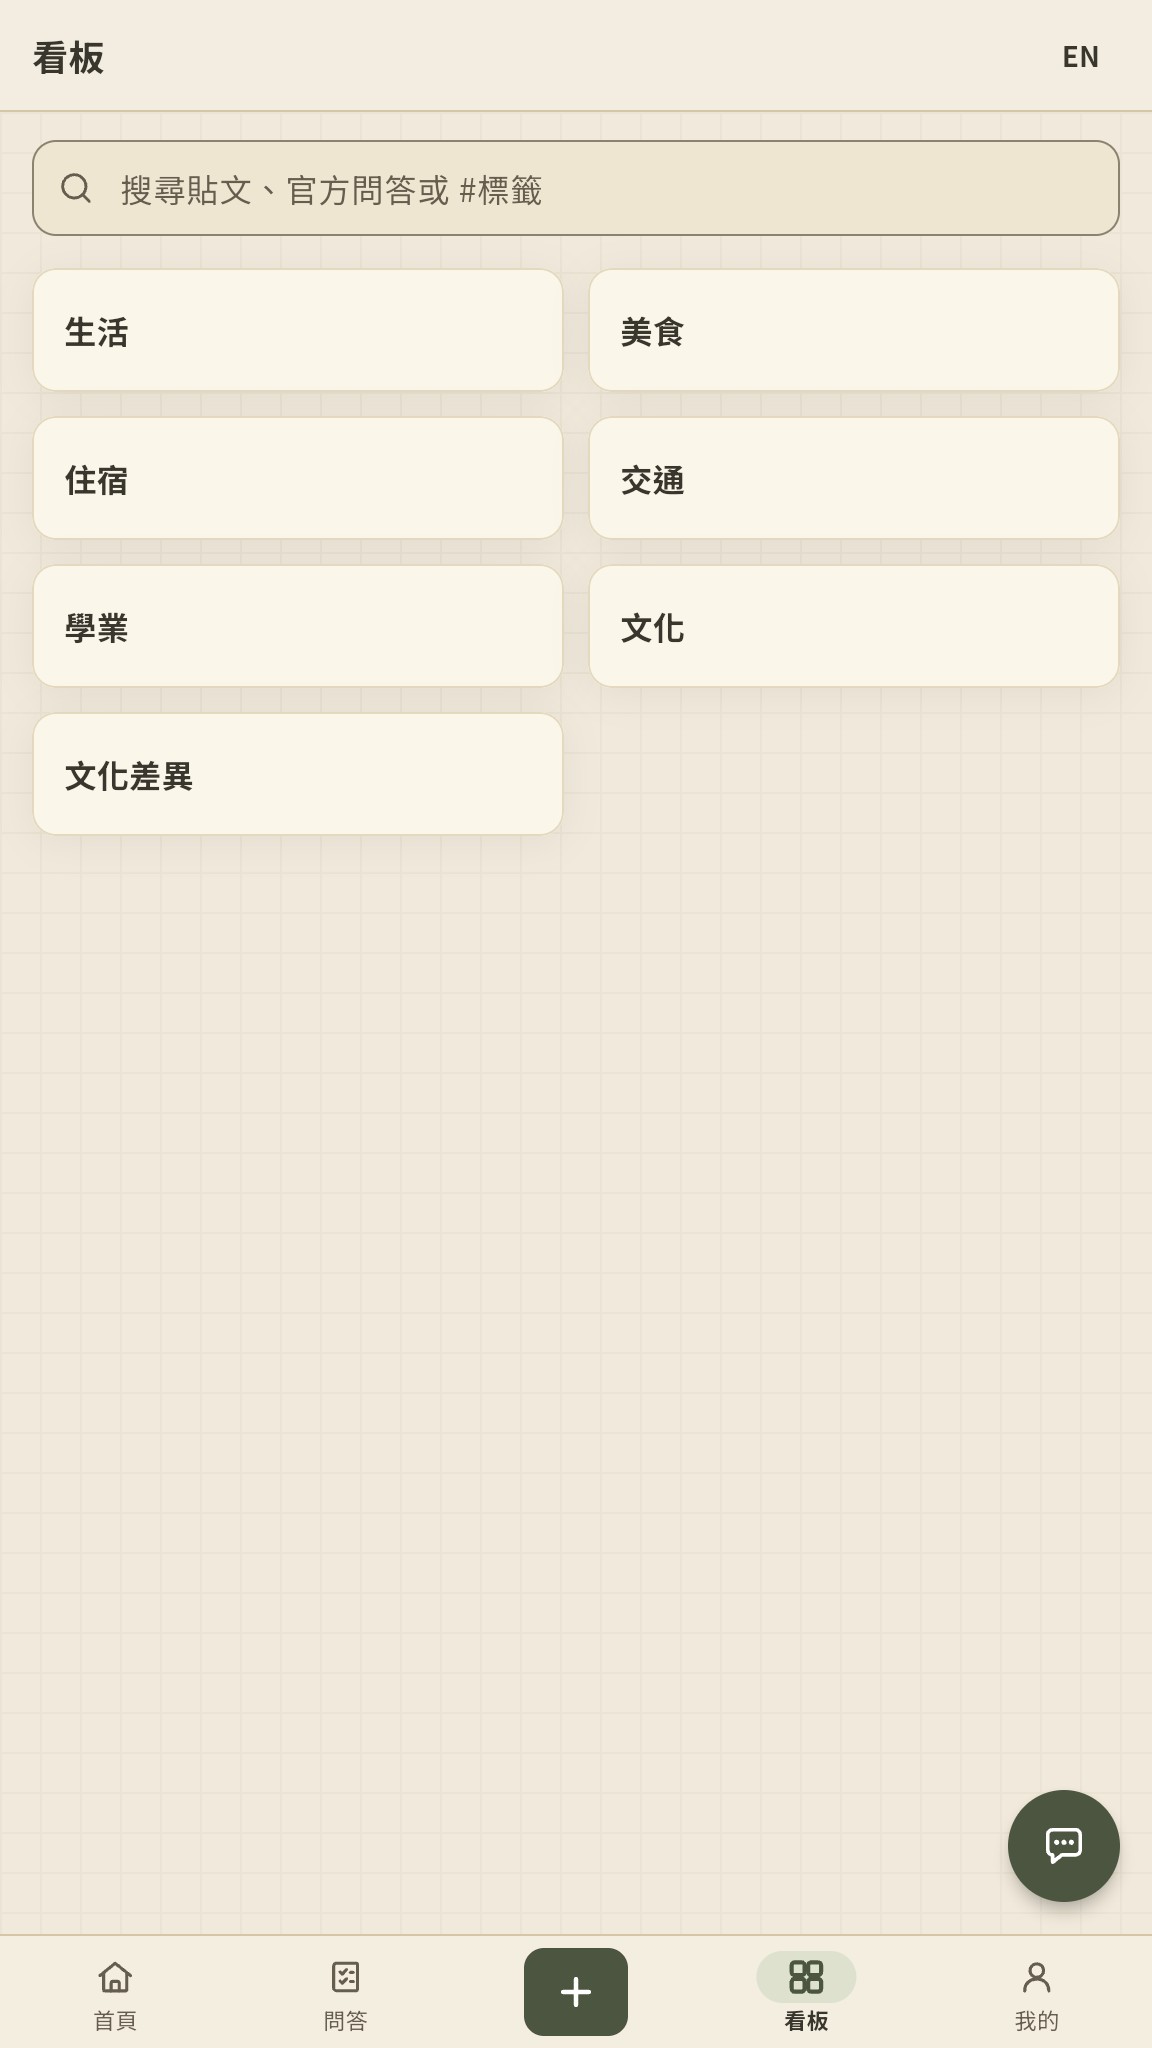 看板
EN
搜尋貼文、官方問答或 #標籤
生活
美食
住宿
交通
學業
文化
文化差異
首頁
問答
看板
我的